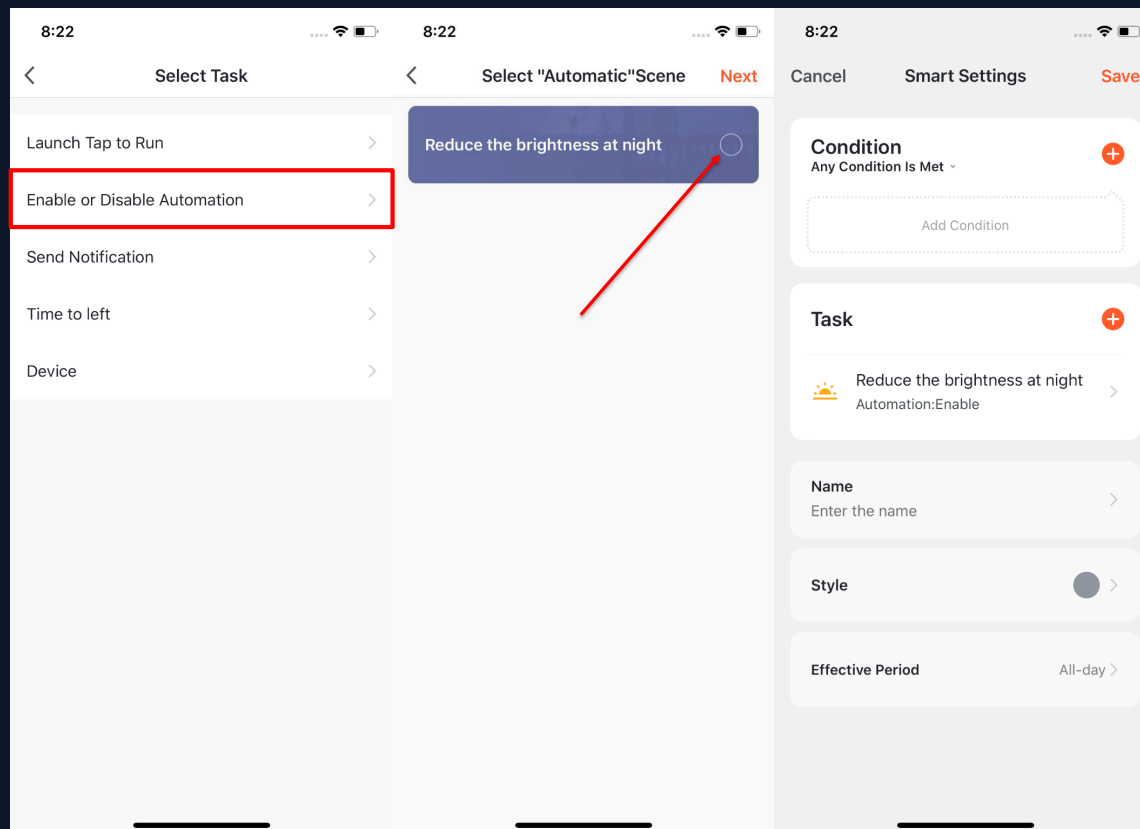 8:22
Select Task
Launch Tap to Run
Enable or Disable Automation
Send Notification
Time to left
Device
8:22
Select "Automatic"Scene
Next
Reduce the brightness at night
8:22
Cancel
Smart Settings
Save
Condition
Any Condition Is Met
Add Condition
Task
Reduce the brightness at night
Automation:Enable
Name
Enter the name
Style
Effective Period
All-day